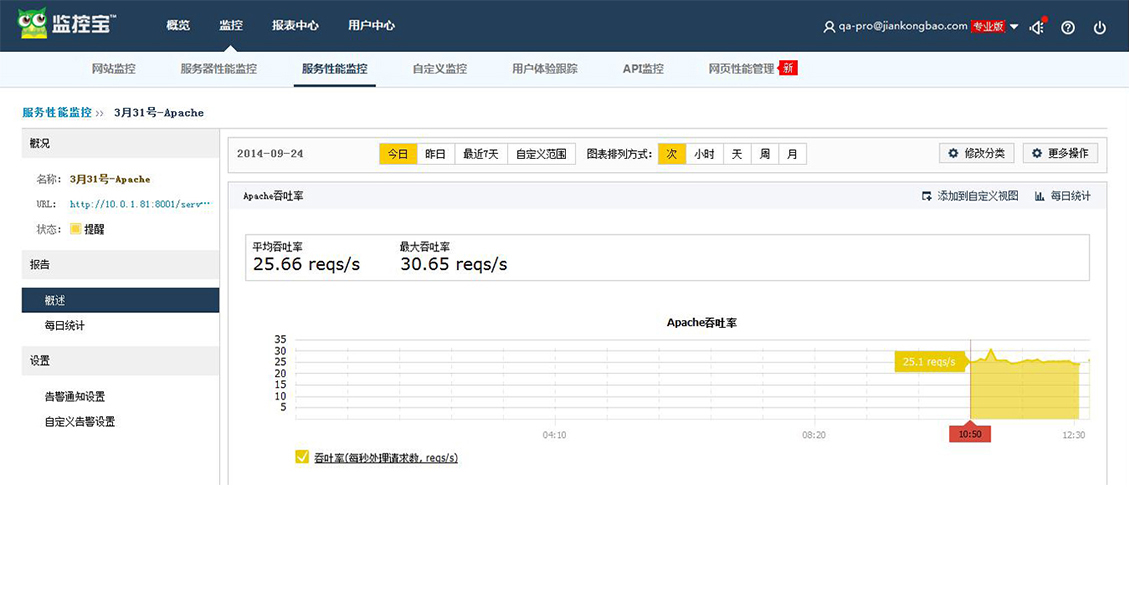 监控宝™ 概览 监控 报表中心 用户中心 qa-pro@jiankongbao.com 专业版
网站监控 服务器性能监控 服务性能监控 自定义监控 用户体验跟踪 API监控 网页性能管理 新
服务性能监控 >> 3月31号-Apache
概况
名称: 3月31号-Apache
URL: http://10.0.1.81:8001/serv…
状态: 提醒
报告
概述
每日统计
设置
告警通知设置
自定义告警设置
2014-09-24 今日 昨日 最近7天 自定义范围 图表排列方式: 次 小时 天 周 月 修改分类 更多操作
Apache吞吐率 添加到自定义视图 每日统计
平均吞吐率 最大吞吐率
25.66 reqs/s 30.65 reqs/s
Apache吞吐率
35
30
25
20
15
10
5
25.1 reqs/s
04:10 08:20 10:50 12:30
吞吐率(每秒处理请求数, reqs/s)